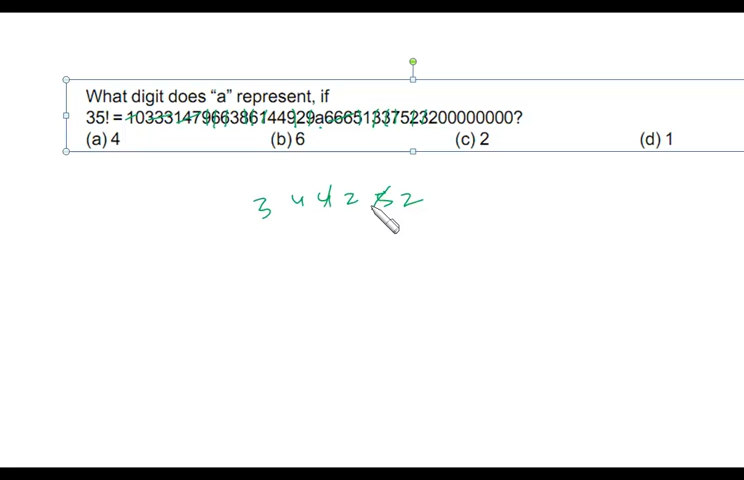 What digit does “a” represent, if
35! = 10333147966386144929a66651337523200000000?
(a) 4 (b) 6 (c) 2 (d) 1
3 4 4 2 5 2